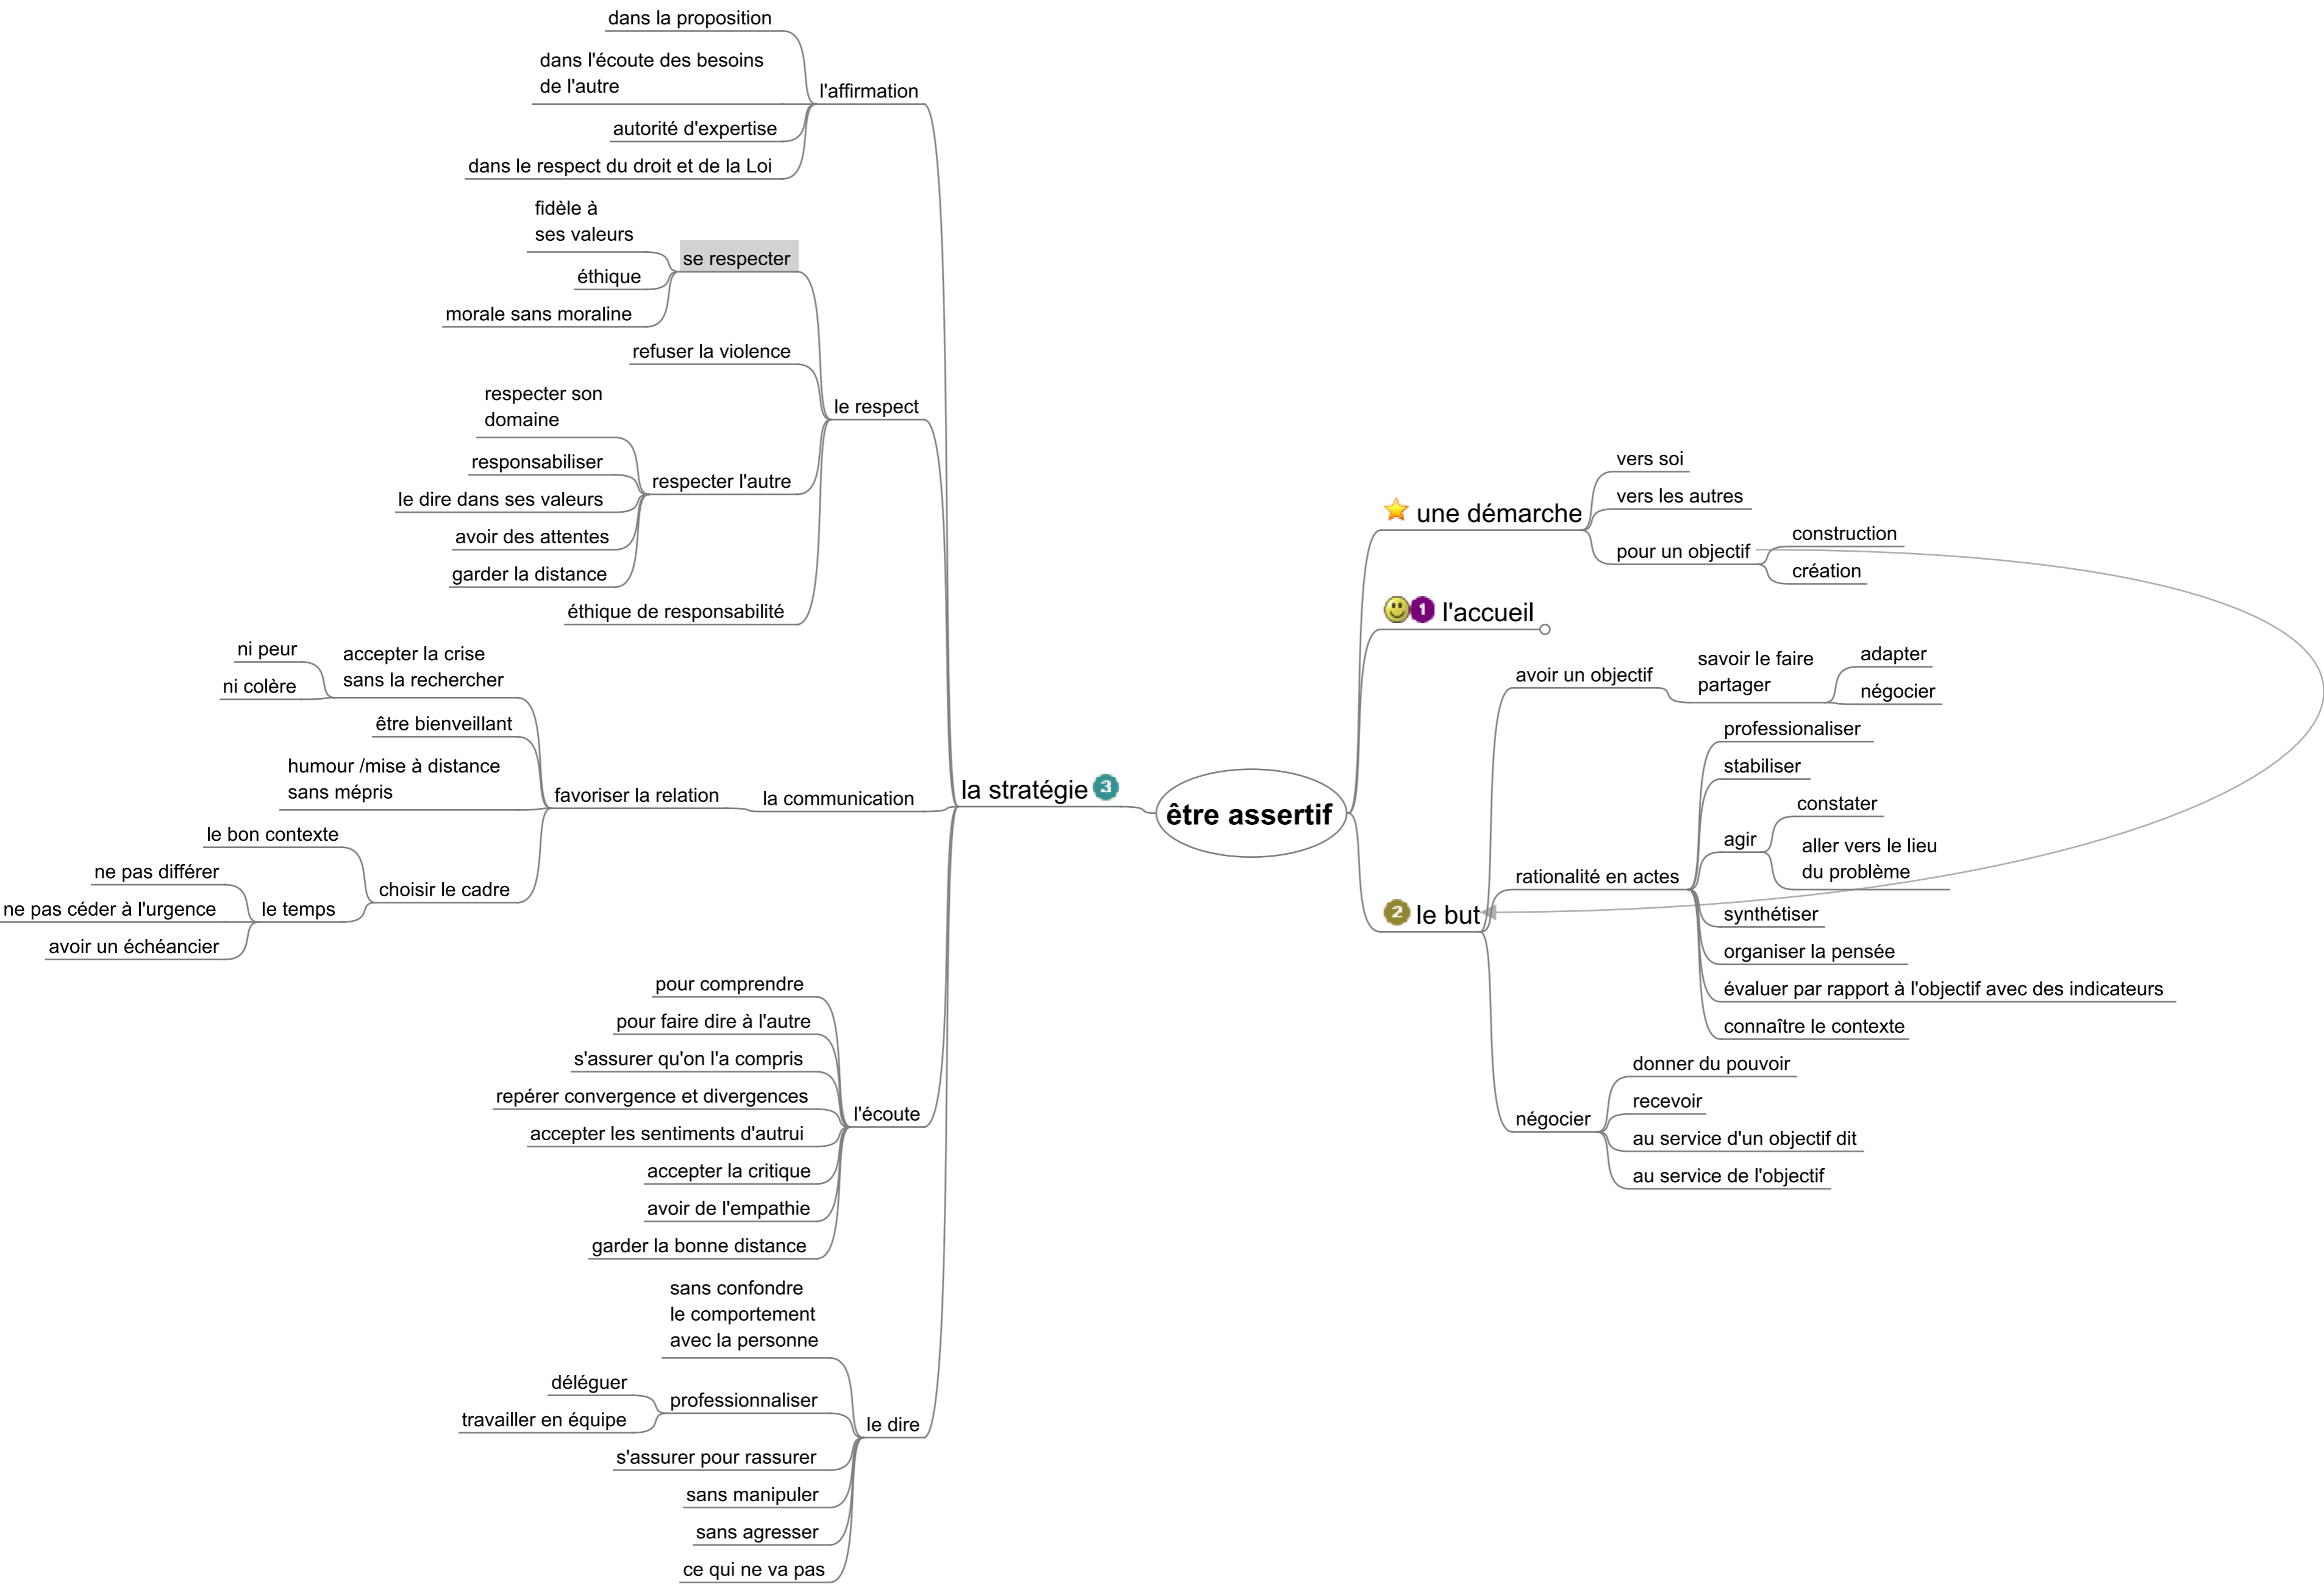 dans la proposition
dans l'écoute des besoins
de l'autre
autorité d'expertise
dans le respect du droit et de la Loi
l'affirmation
fidèle à
ses valeurs
éthique
morale sans moraline
se respecter
refuser la violence
respecter son
domaine
responsabiliser
le dire dans ses valeurs
avoir des attentes
garder la distance
respecter l'autre
éthique de responsabilité
le respect
ni peur
ni colère
accepter la crise
sans la rechercher
être bienveillant
humour /mise à distance
sans mépris
le bon contexte
ne pas différer
ne pas céder à l'urgence
avoir un échéancier
le temps
choisir le cadre
favoriser la relation
la communication
pour comprendre
pour faire dire à l'autre
s'assurer qu'on l'a compris
repérer convergence et divergences
accepter les sentiments d'autrui
accepter la critique
avoir de l'empathie
garder la bonne distance
l'écoute
sans confondre
le comportement
avec la personne
déléguer
travailler en équipe
professionnaliser
s'assurer pour rassurer
sans manipuler
sans agresser
ce qui ne va pas
le dire
la stratégie 3
être assertif
une démarche
vers soi
vers les autres
pour un objectif
construction
création
1 l'accueil
2 le but
avoir un objectif
savoir le faire
partager
adapter
négocier
rationalité en actes
professionaliser
stabiliser
agir
constater
aller vers le lieu
du problème
synthétiser
organiser la pensée
évaluer par rapport à l'objectif avec des indicateurs
connaître le contexte
négocier
donner du pouvoir
recevoir
au service d'un objectif dit
au service de l'objectif